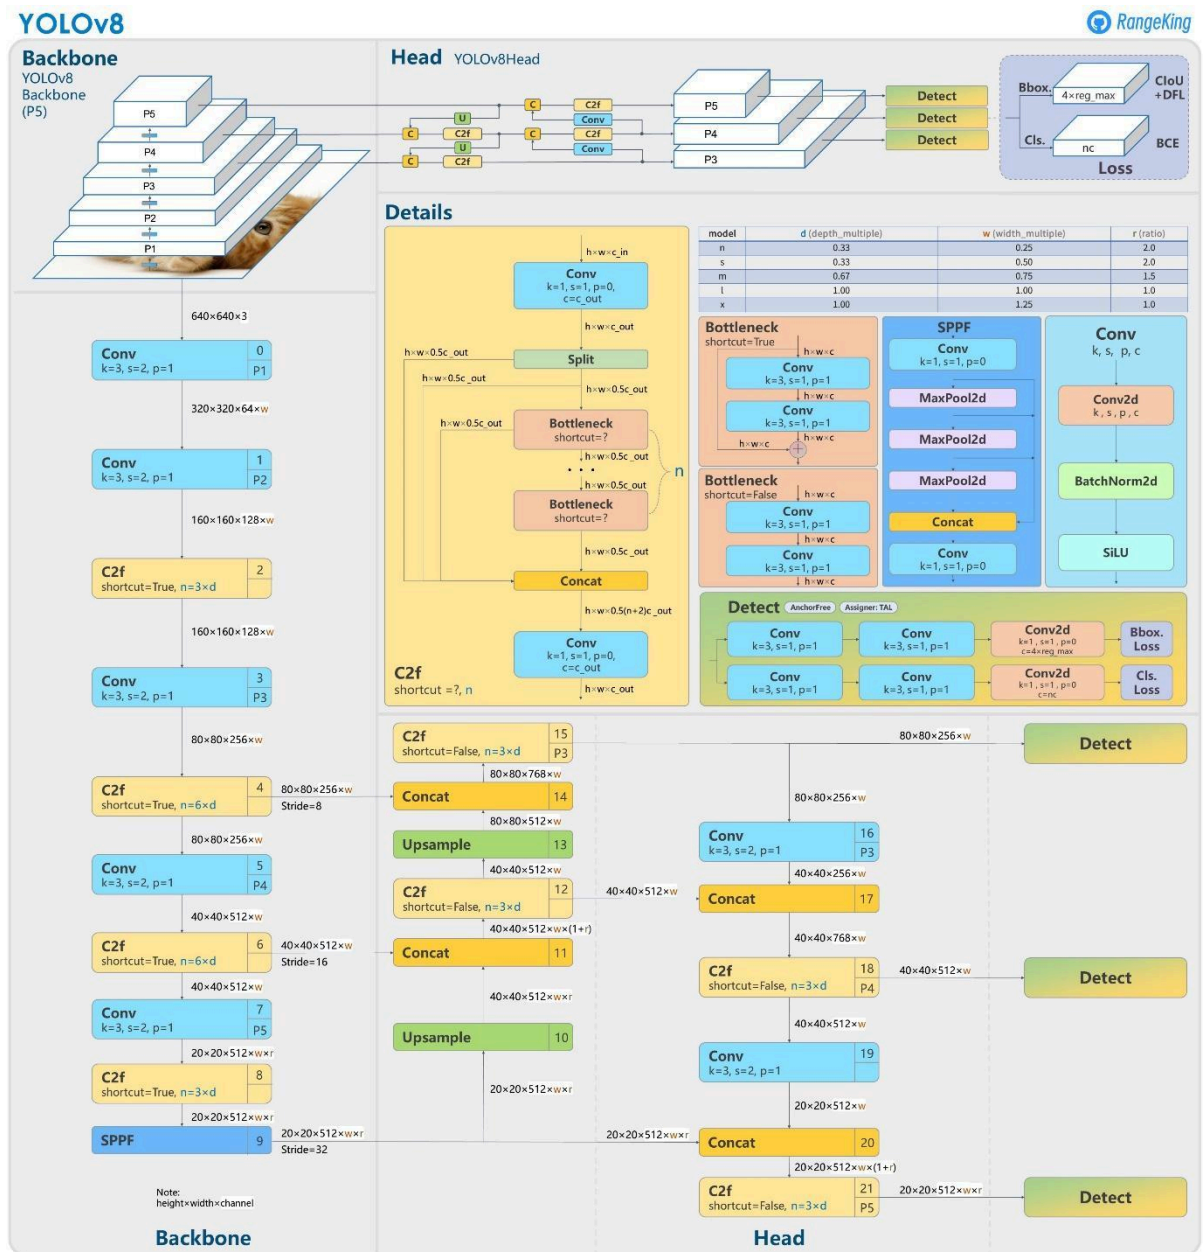 YOLOv8
RangeKing
Backbone
YOLOv8
Backbone
(P5)
P5
P4
P3
P2
P1
Head YOLOv8Head
U
C
C2f
U
C
C2f
C
C2f
Conv
C
C2f
Conv
P5
P4
P3
Detect
Detect
Detect
Bbox.
4×reg_max
CIoU
+DFL
Cls.
nc
BCE
Loss
640×640×3
Conv
k=3, s=2, p=1
0
P1
320×320×64×w
Conv
k=3, s=2, p=1
1
P2
160×160×128×w
C2f
shortcut=True, n=3×d
2
160×160×128×w
Conv
k=3, s=2, p=1
3
P3
80×80×256×w
C2f
shortcut=True, n=6×d
4
80×80×256×w
Stride=8
80×80×256×w
Conv
k=3, s=2, p=1
5
P4
40×40×512×w
C2f
shortcut=True, n=6×d
6
40×40×512×w
Stride=16
40×40×512×w
Conv
k=3, s=2, p=1
7
P5
20×20×512×w×r
C2f
shortcut=True, n=3×d
8
20×20×512×w×r
SPPF
9
20×20×512×w×r
Stride=32
Note:
height×width×channel
Backbone
Details
h×w×c_in
Conv
k=1, s=1, p=0,
c=c_out
h×w×c_out
Split
h×w×0.5c_out
h×w×0.5c_out
h×w×0.5c_out
h×w×0.5c_out
Bottleneck
shortcut=?
h×w×0.5c_out
...
h×w×0.5c_out
Bottleneck
shortcut=?
n
h×w×0.5c_out
Concat
h×w×0.5(n+2)c_out
Conv
k=1, s=1, p=0,
c=c_out
h×w×c_out
C2f
shortcut =?, n
model d (depth_multiple) w (width_multiple) r (ratio)
n 0.33 0.25 2.0
s 0.33 0.50 2.0
m 0.67 0.75 1.5
l 1.00 1.00 1.0
x 1.00 1.25 1.0
Bottleneck
shortcut=True
h×w×c
Conv
k=3, s=1, p=1
h×w×c
Conv
k=3, s=1, p=1
h×w×c
h×w×c
+
Bottleneck
shortcut=False
h×w×c
Conv
k=3, s=1, p=1
h×w×c
Conv
k=3, s=1, p=1
h×w×c
SPPF
Conv
k=1, s=1, p=0
MaxPool2d
MaxPool2d
MaxPool2d
Concat
Conv
k=1, s=1, p=0
Conv
k, s, p, c
Conv2d
k , s , p , c
BatchNorm2d
SiLU
Detect AnchorFree Assigner: TAL
Conv
k=3, s=1, p=1
Conv
k=3, s=1, p=1
Conv2d
k=1 , s=1 , p=0
c=4×reg_max
Bbox.
Loss
Conv
k=3, s=1, p=1
Conv
k=3, s=1, p=1
Conv2d
k=1 , s=1 , p=0
c=nc
Cls.
Loss
C2f
shortcut=False, n=3×d
15
P3
80×80×768×w
Concat
14
80×80×512×w
Upsample
13
40×40×512×w
C2f
shortcut=False, n=3×d
12
40×40×512×w
40×40×512×w×(1+r)
Concat
11
40×40×512×w×r
Upsample
10
20×20×512×w×r
80×80×256×w
Detect
80×80×256×w
Conv
k=3, s=2, p=1
16
P3
40×40×256×w
Concat
17
40×40×768×w
C2f
shortcut=False, n=3×d
18
P4
40×40×512×w
Detect
40×40×512×w
Conv
k=3, s=2, p=1
19
20×20×512×w
20×20×512×w×r
Concat
20
20×20×512×w×(1+r)
C2f
shortcut=False, n=3×d
21
P5
20×20×512×w×r
Detect
Head